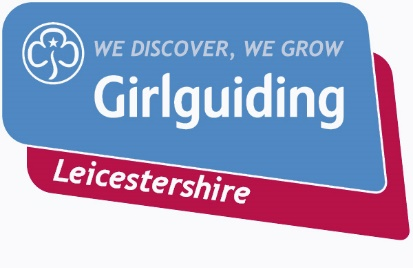 WE DISCOVER, WE GROW
Girlguiding
Leicestershire